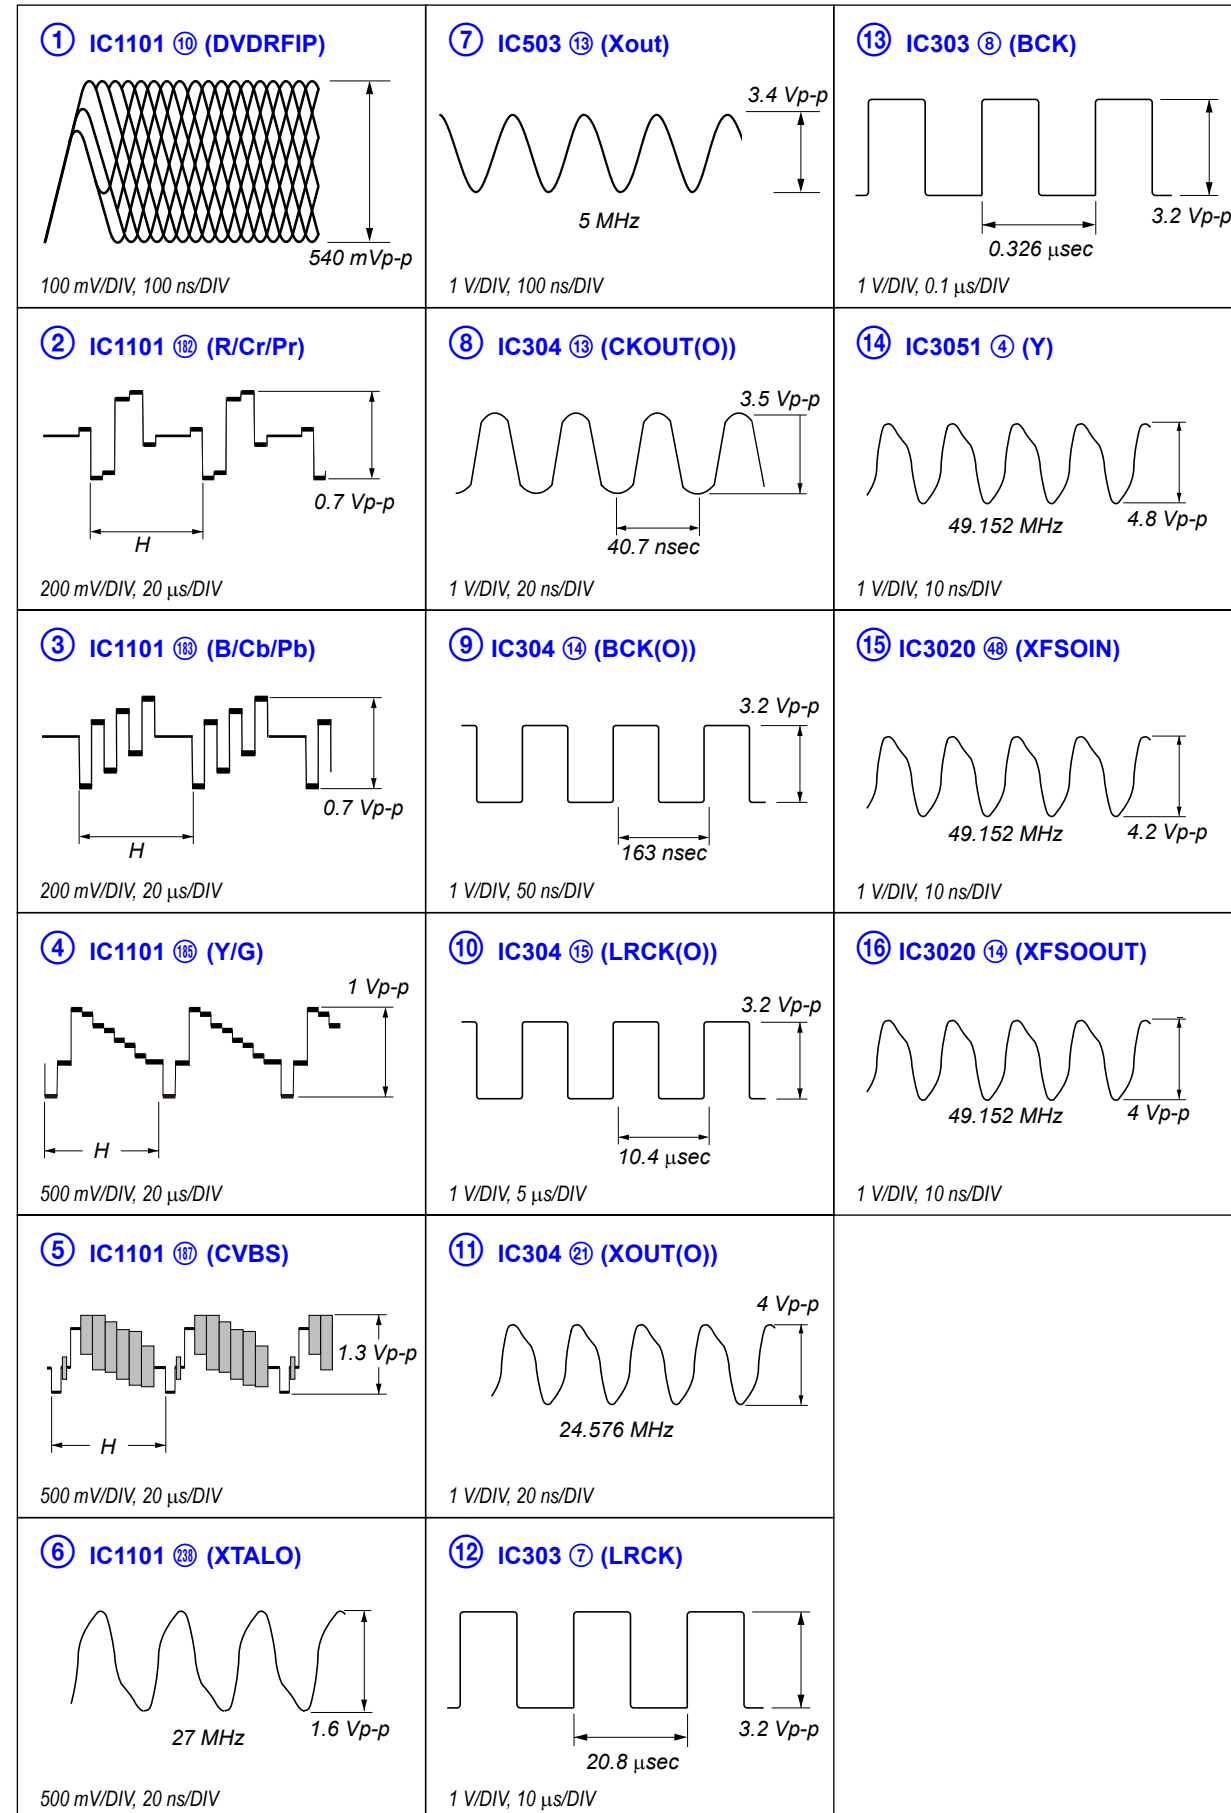 ① IC1101 ⑩ (DVDRFIP)
540 mVp-p
100 mV/DIV, 100 ns/DIV
② IC1101 182 (R/Cr/Pr)
0.7 Vp-p
H
200 mV/DIV, 20 μs/DIV
③ IC1101 183 (B/Cb/Pb)
0.7 Vp-p
H
200 mV/DIV, 20 μs/DIV
④ IC1101 185 (Y/G)
1 Vp-p
H
500 mV/DIV, 20 μs/DIV
⑤ IC1101 187 (CVBS)
1.3 Vp-p
H
500 mV/DIV, 20 μs/DIV
⑥ IC1101 238 (XTALO)
27 MHz
1.6 Vp-p
500 mV/DIV, 20 ns/DIV
⑦ IC503 ⑬ (Xout)
3.4 Vp-p
5 MHz
1 V/DIV, 100 ns/DIV
⑧ IC304 ⑬ (CKOUT(O))
3.5 Vp-p
40.7 nsec
1 V/DIV, 20 ns/DIV
⑨ IC304 ⑭ (BCK(O))
3.2 Vp-p
163 nsec
1 V/DIV, 50 ns/DIV
⑩ IC304 ⑮ (LRCK(O))
3.2 Vp-p
10.4 μsec
1 V/DIV, 5 μs/DIV
⑪ IC304 ㉑ (XOUT(O))
4 Vp-p
24.576 MHz
1 V/DIV, 20 ns/DIV
⑫ IC303 ⑦ (LRCK)
3.2 Vp-p
20.8 μsec
1 V/DIV, 10 μs/DIV
⑬ IC303 ⑧ (BCK)
3.2 Vp-p
0.326 μsec
1 V/DIV, 0.1 μs/DIV
⑭ IC3051 ④ (Y)
49.152 MHz
4.8 Vp-p
1 V/DIV, 10 ns/DIV
⑮ IC3020 ㊽ (XFSOIN)
49.152 MHz
4.2 Vp-p
1 V/DIV, 10 ns/DIV
⑯ IC3020 ⑭ (XFSOOUT)
49.152 MHz
4 Vp-p
1 V/DIV, 10 ns/DIV